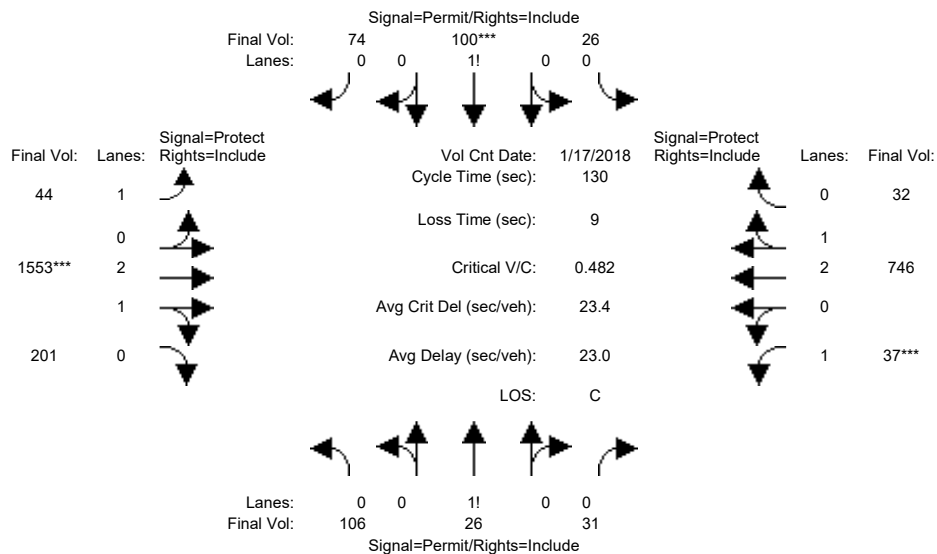 Signal=Permit/Rights=Include
Final Vol: 74 100*** 26
Lanes: 0 0 1! 0 0
Signal=Protect Signal=Protect
Final Vol: Lanes: Rights=Include Vol Cnt Date: 1/17/2018 Rights=Include Lanes: Final Vol:
Cycle Time (sec): 130
44 1 0 32
Loss Time (sec): 9
0 1
1553*** 2 Critical V/C: 0.482 2 746
1 Avg Crit Del (sec/veh): 23.4 0
201 0 Avg Delay (sec/veh): 23.0 1 37***
LOS: C
Lanes: 0 0 1! 0 0
Final Vol: 106 26 31
Signal=Permit/Rights=Include